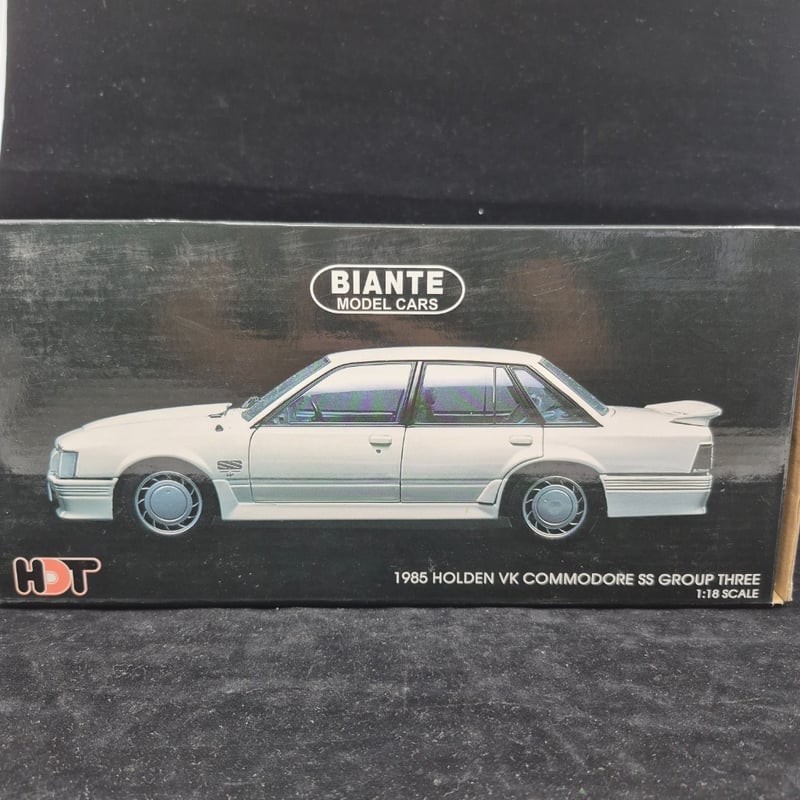 BIANTE
MODEL CARS
HDT
1985 HOLDEN VK COMMODORE SS GROUP THREE
1:18 SCALE